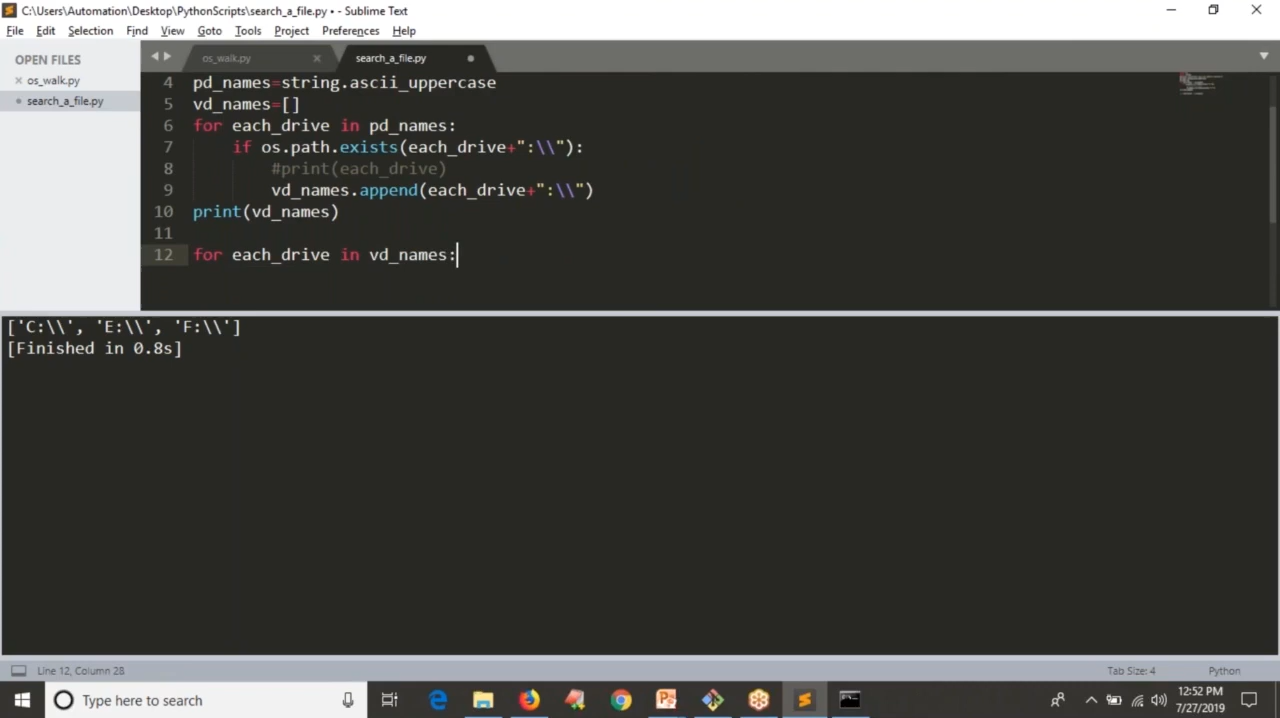 C:\Users\Automation\Desktop\PythonScripts\search_a_file.py • - Sublime Text
File Edit Selection Find View Goto Tools Project Preferences Help
OPEN FILES
os_walk.py
search_a_file.py
os_walk.py search_a_file.py
4 pd_names=string.ascii_uppercase
5 vd_names=[]
6 for each_drive in pd_names:
7 if os.path.exists(each_drive+":\\"):
8 #print(each_drive)
9 vd_names.append(each_drive+":\\")
10 print(vd_names)
11
12 for each_drive in vd_names:
['C:\\', 'E:\\', 'F:\\']
[Finished in 0.8s]
Line 12, Column 28 Tab Size: 4 Python
Type here to search
12:52 PM
7/27/2019